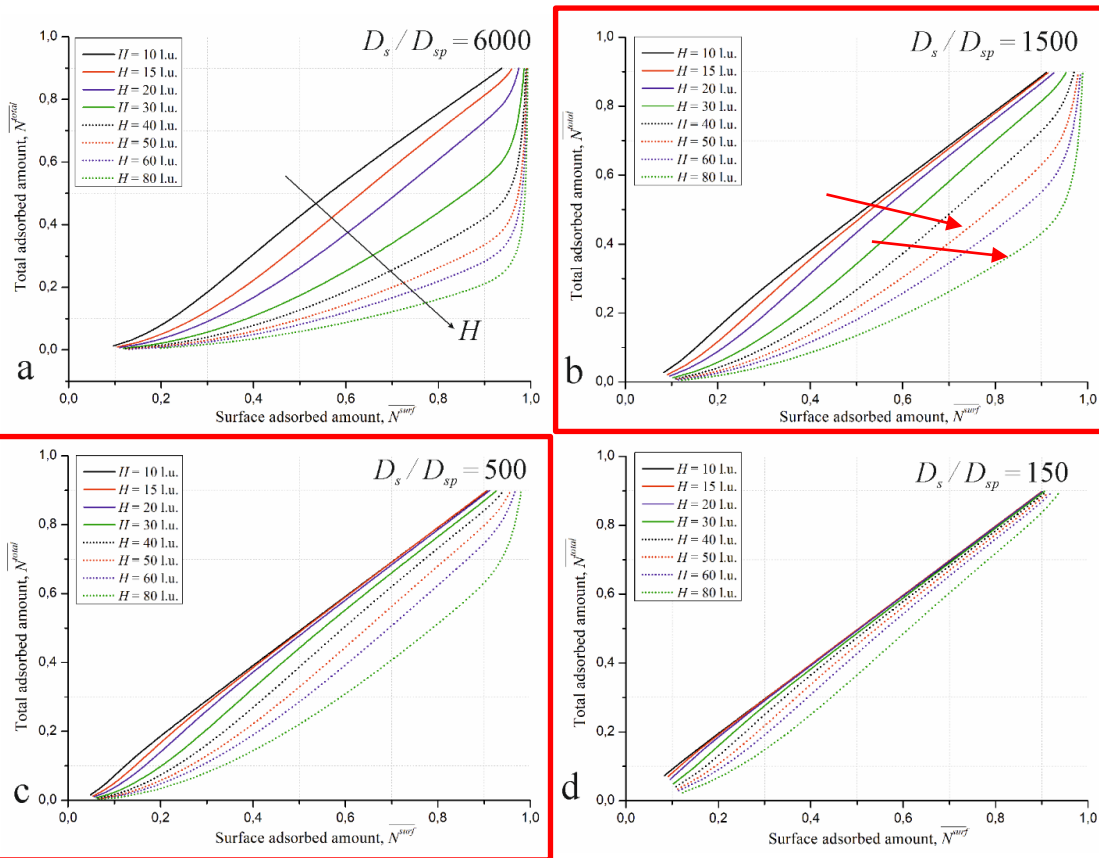 D_s / D_sp = 6000
H = 10 l.u.
H = 15 l.u.
H = 20 l.u.
H = 30 l.u.
H = 40 l.u.
H = 50 l.u.
H = 60 l.u.
H = 80 l.u.
1,0
0,8
0,6
0,4
0,2
0,0
Total adsorbed amount, N^total
H
a
0,0 0,2 0,4 0,6 0,8 1,0
Surface adsorbed amount, N^surf
D_s / D_sp = 1500
H = 10 l.u.
H = 15 l.u.
H = 20 l.u.
H = 30 l.u.
H = 40 l.u.
H = 50 l.u.
H = 60 l.u.
H = 80 l.u.
1,0
0,8
0,6
0,4
0,2
0,0
Total adsorbed amount, N^total
b
0,0 0,2 0,4 0,6 0,8 1,0
Surface adsorbed amount, N^surf
D_s / D_sp = 500
H = 10 l.u.
H = 15 l.u.
H = 20 l.u.
H = 30 l.u.
H = 40 l.u.
H = 50 l.u.
H = 60 l.u.
H = 80 l.u.
1,0
0,8
0,6
0,4
0,2
0,0
Total adsorbed amount, N^total
c
0,0 0,2 0,4 0,6 0,8 1,0
Surface adsorbed amount, N^surf
D_s / D_sp = 150
H = 10 l.u.
H = 15 l.u.
H = 20 l.u.
H = 30 l.u.
H = 40 l.u.
H = 50 l.u.
H = 60 l.u.
H = 80 l.u.
1,0
0,8
0,6
0,4
0,2
0,0
Total adsorbed amount, N^total
d
0,0 0,2 0,4 0,6 0,8 1,0
Surface adsorbed amount, N^surf